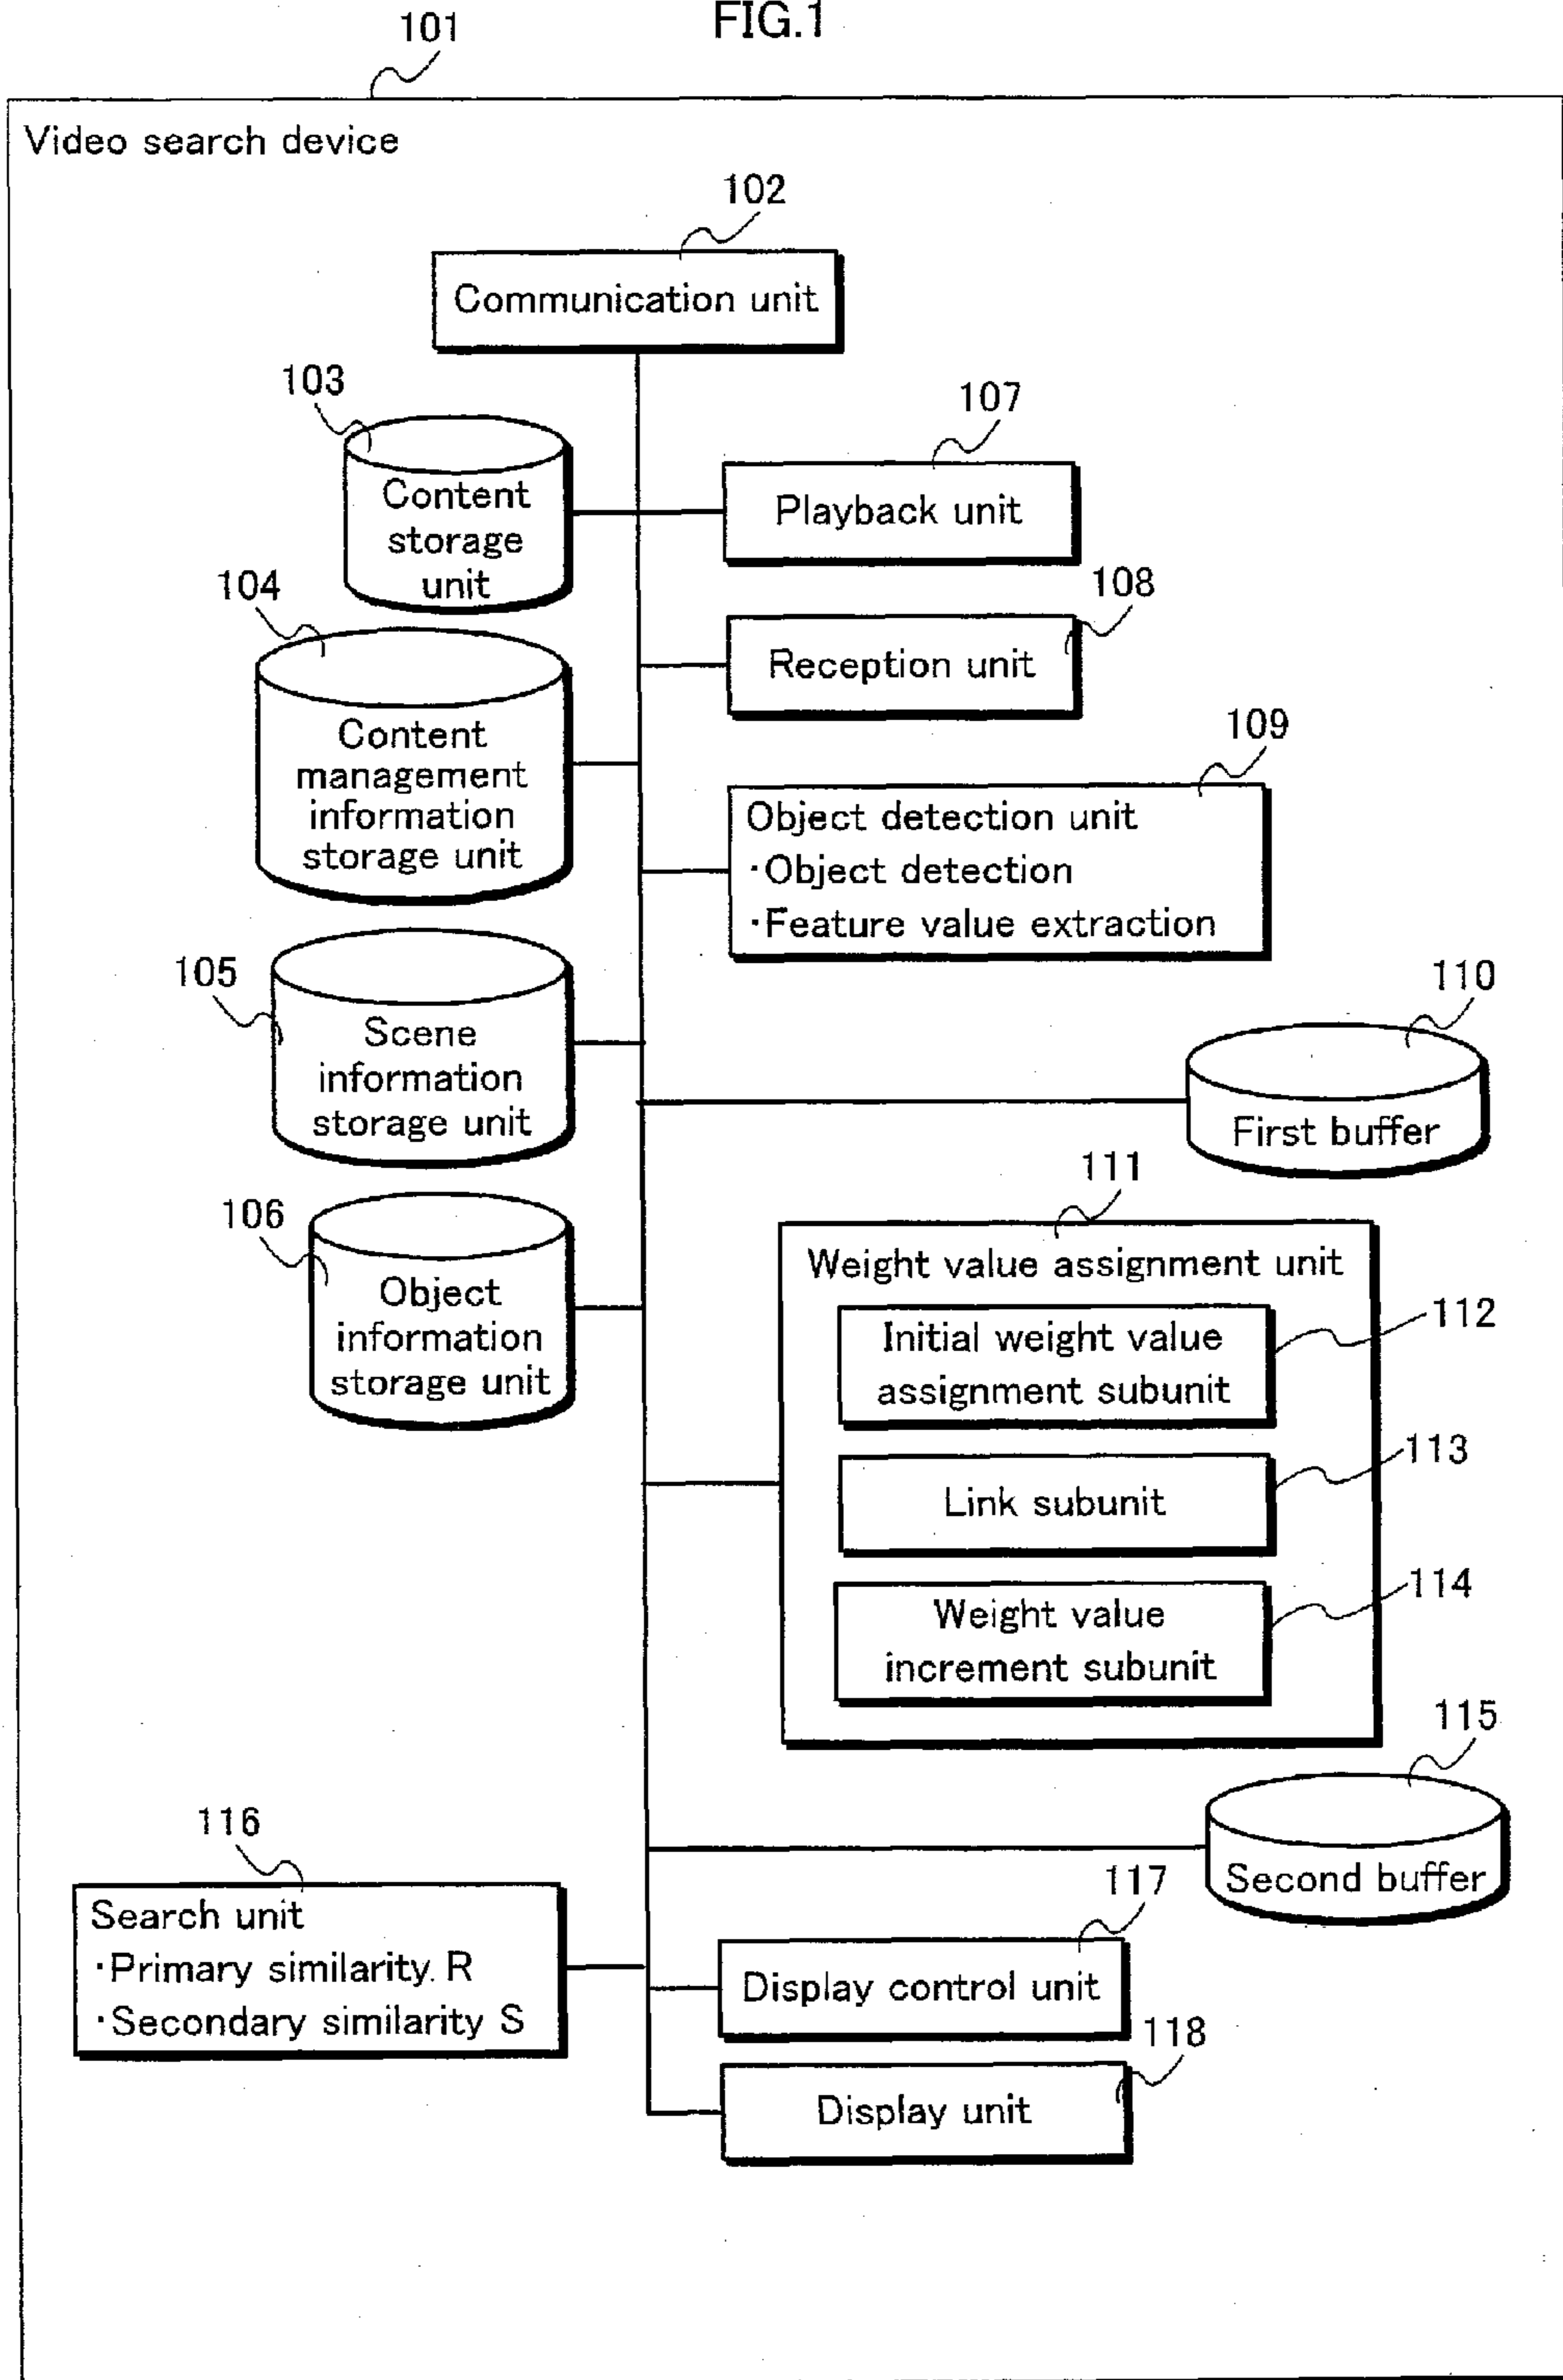 FIG.1
101
Video search device
102
Communication unit
103
Content
storage
unit
107
Playback unit
104
Content
management
information
storage unit
108
Reception unit
109
Object detection unit
・Object detection
・Feature value extraction
105
Scene
information
storage unit
110
First buffer
106
Object
information
storage unit
111
Weight value assignment unit
112
Initial weight value
assignment subunit
113
Link subunit
114
Weight value
increment subunit
115
Second buffer
116
Search unit
・Primary similarity R
・Secondary similarity S
117
Display control unit
118
Display unit